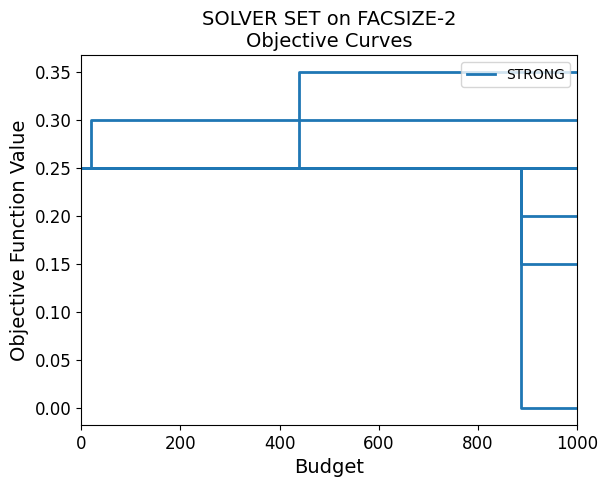 SOLVER SET on FACSIZE-2
Objective Curves
STRONG
Objective Function Value
0.35
0.30
0.25
0.20
0.15
0.10
0.05
0.00
0 200 400 600 800 1000
Budget